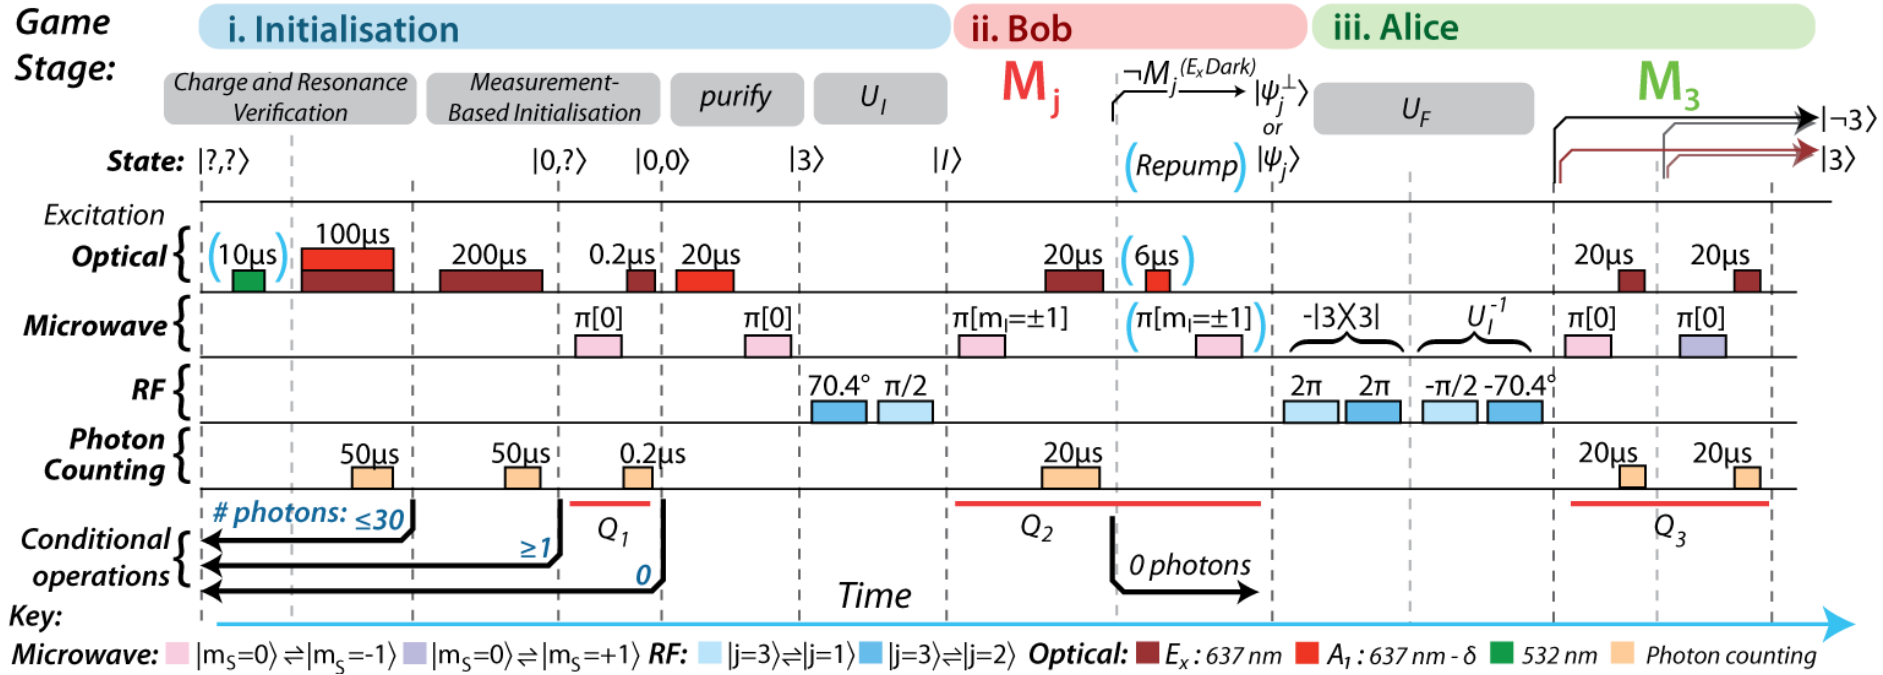 Game Stage:
i. Initialisation
ii. Bob
iii. Alice
Charge and Resonance Verification
Measurement-Based Initialisation
purify
U_I
M_j
¬M_j (E_x Dark)
|ψ_j^⊥⟩
or
(Repump) |ψ_j⟩
U_F
M_3
|¬3⟩
|3⟩
State: |?,?⟩ |0,?⟩ |0,0⟩ |3⟩ |I⟩
Excitation
Optical
(10μs) 100μs 200μs 0.2μs 20μs 20μs (6μs) 20μs 20μs
Microwave
π[0] π[0] π[m_I=±1] (π[m_I=±1]) -|3X3| U_I^-1 π[0] π[0]
RF
70.4° π/2 2π 2π -π/2 -70.4°
Photon Counting
50μs 50μs 0.2μs 20μs 20μs 20μs
Conditional operations
# photons: ≤30
≥1
0
Q_1
Q_2
0 photons
Q_3
Time
Key:
Microwave: |m_S=0⟩⇌|m_S=-1⟩ |m_S=0⟩⇌|m_S=+1⟩ RF: |j=3⟩⇌|j=1⟩ |j=3⟩⇌|j=2⟩ Optical: E_x : 637 nm A_1 : 637 nm - δ 532 nm Photon counting